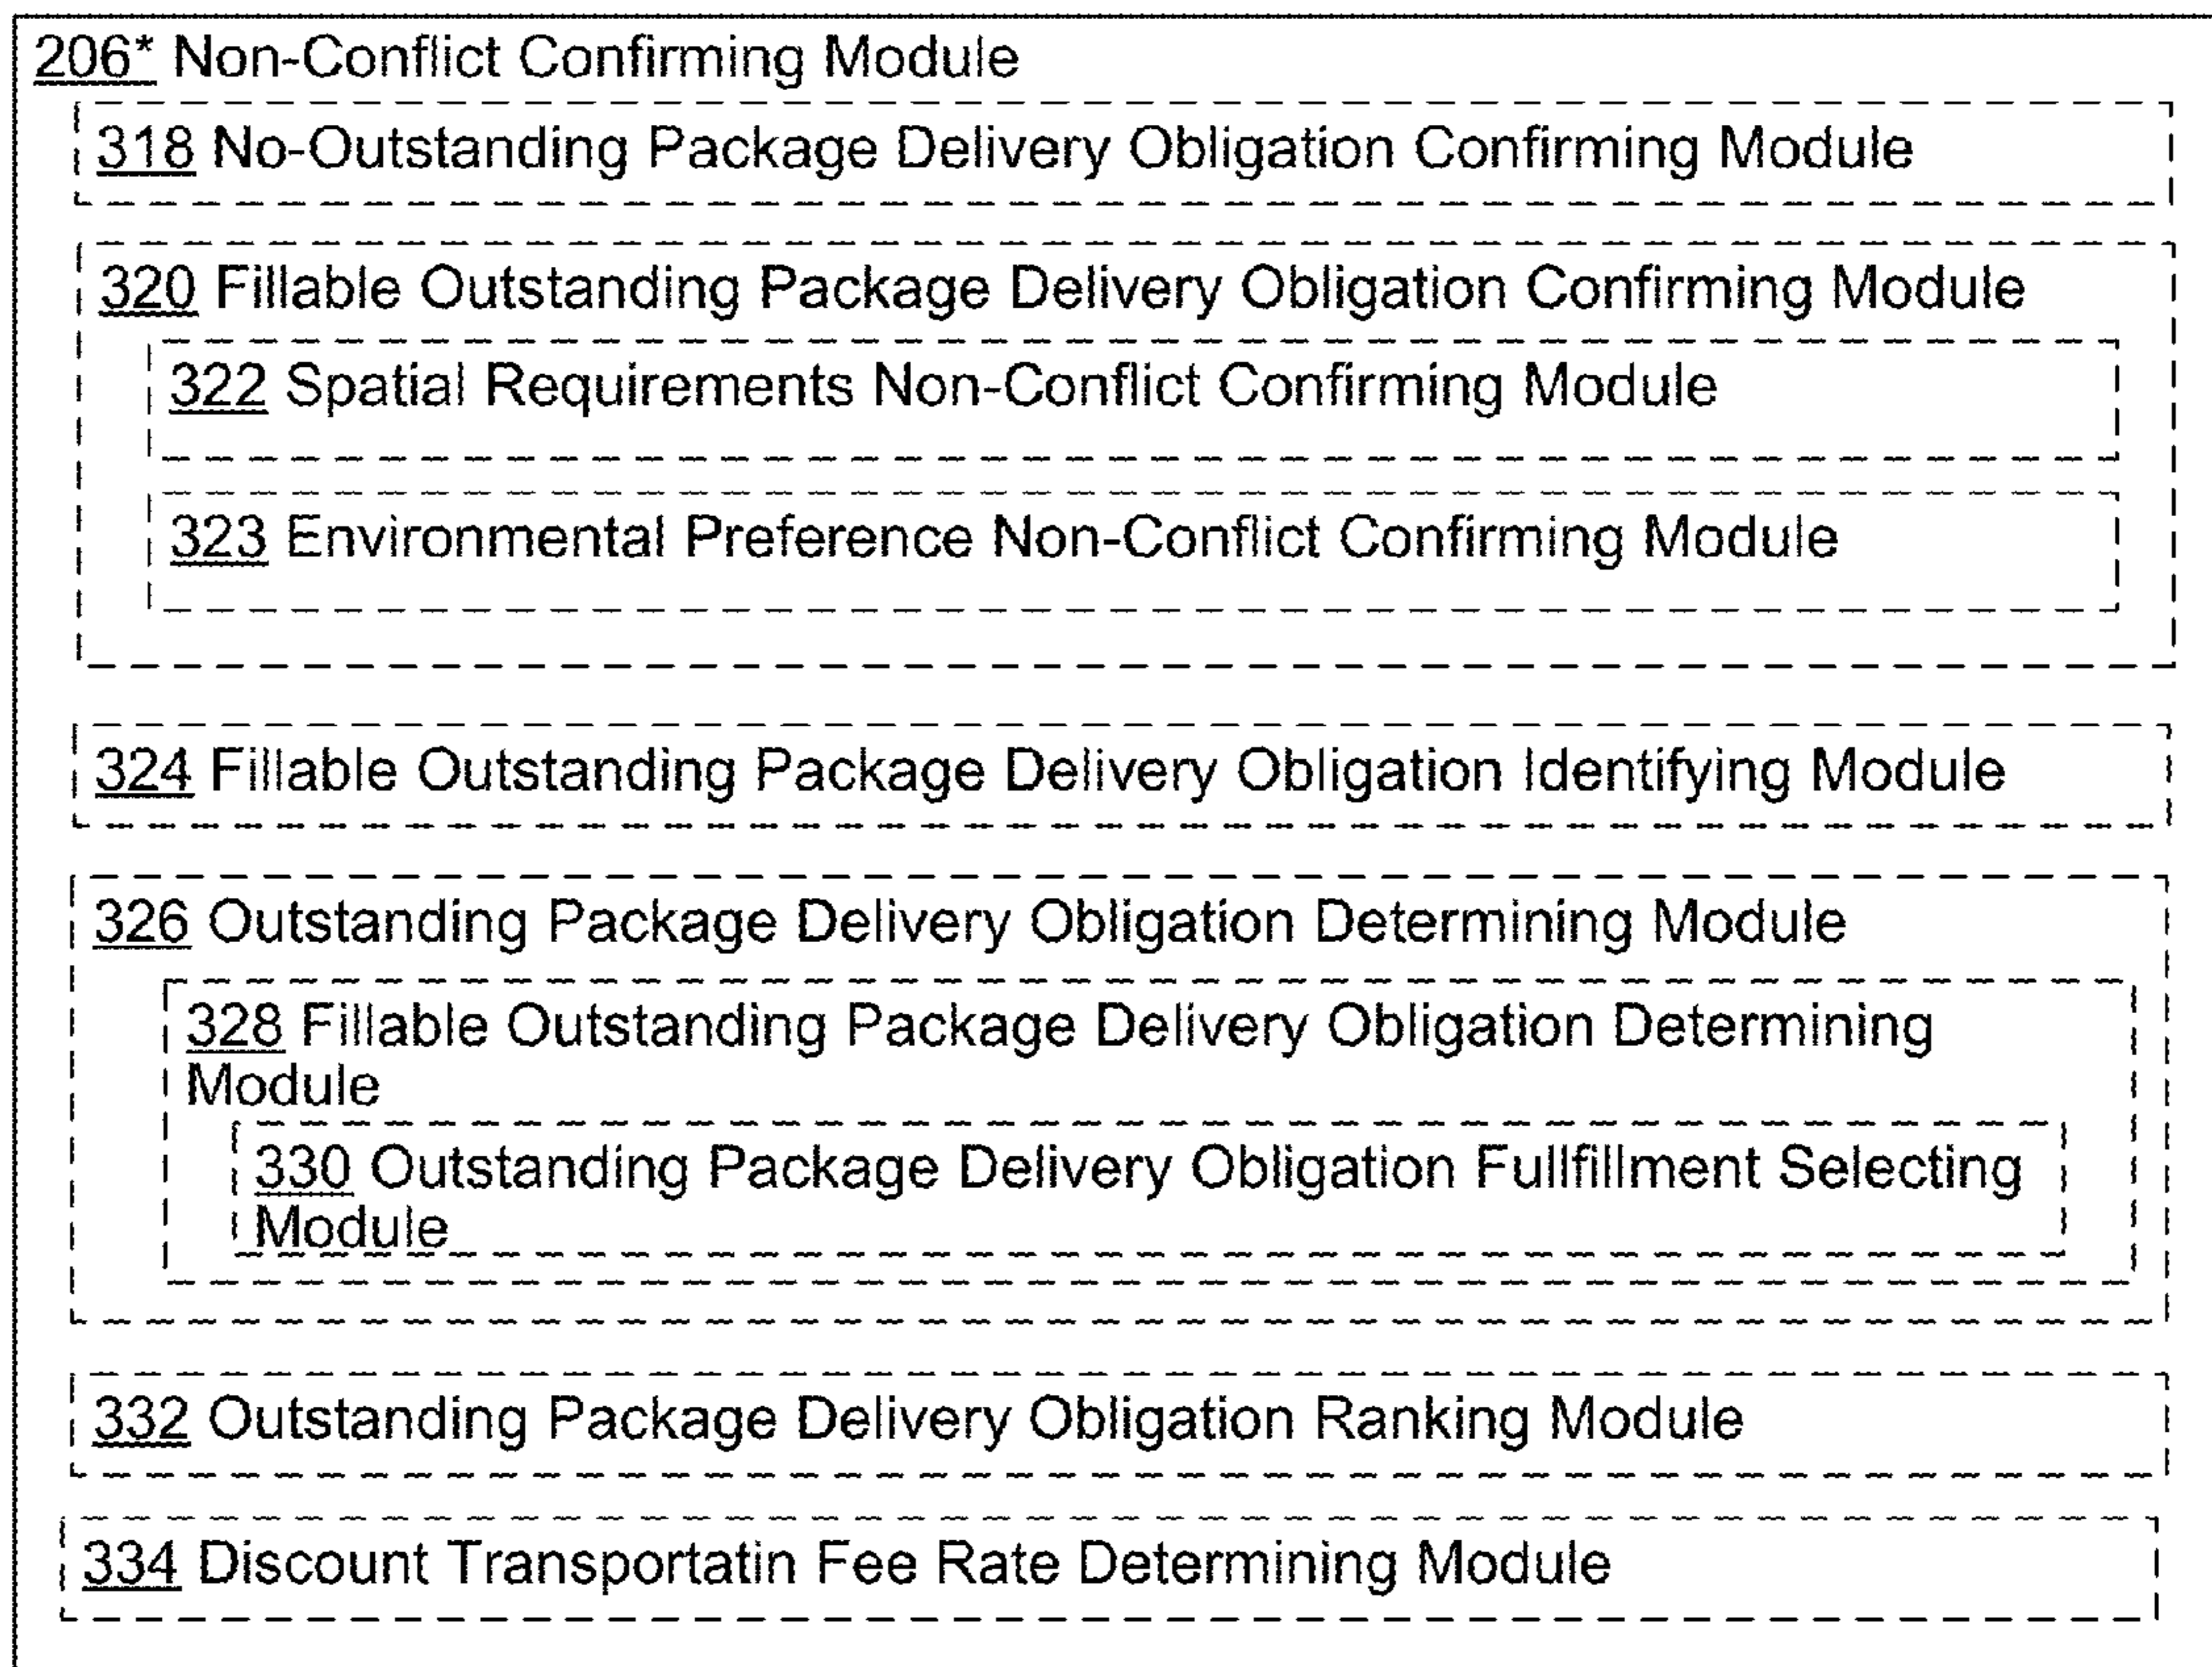 206* Non-Conflict Confirming Module
318 No-Outstanding Package Delivery Obligation Confirming Module
320 Fillable Outstanding Package Delivery Obligation Confirming Module
322 Spatial Requirements Non-Conflict Confirming Module
323 Environmental Preference Non-Conflict Confirming Module
324 Fillable Outstanding Package Delivery Obligation Identifying Module
326 Outstanding Package Delivery Obligation Determining Module
328 Fillable Outstanding Package Delivery Obligation Determining
Module
330 Outstanding Package Delivery Obligation Fullfillment Selecting
Module
332 Outstanding Package Delivery Obligation Ranking Module
334 Discount Transportatin Fee Rate Determining Module